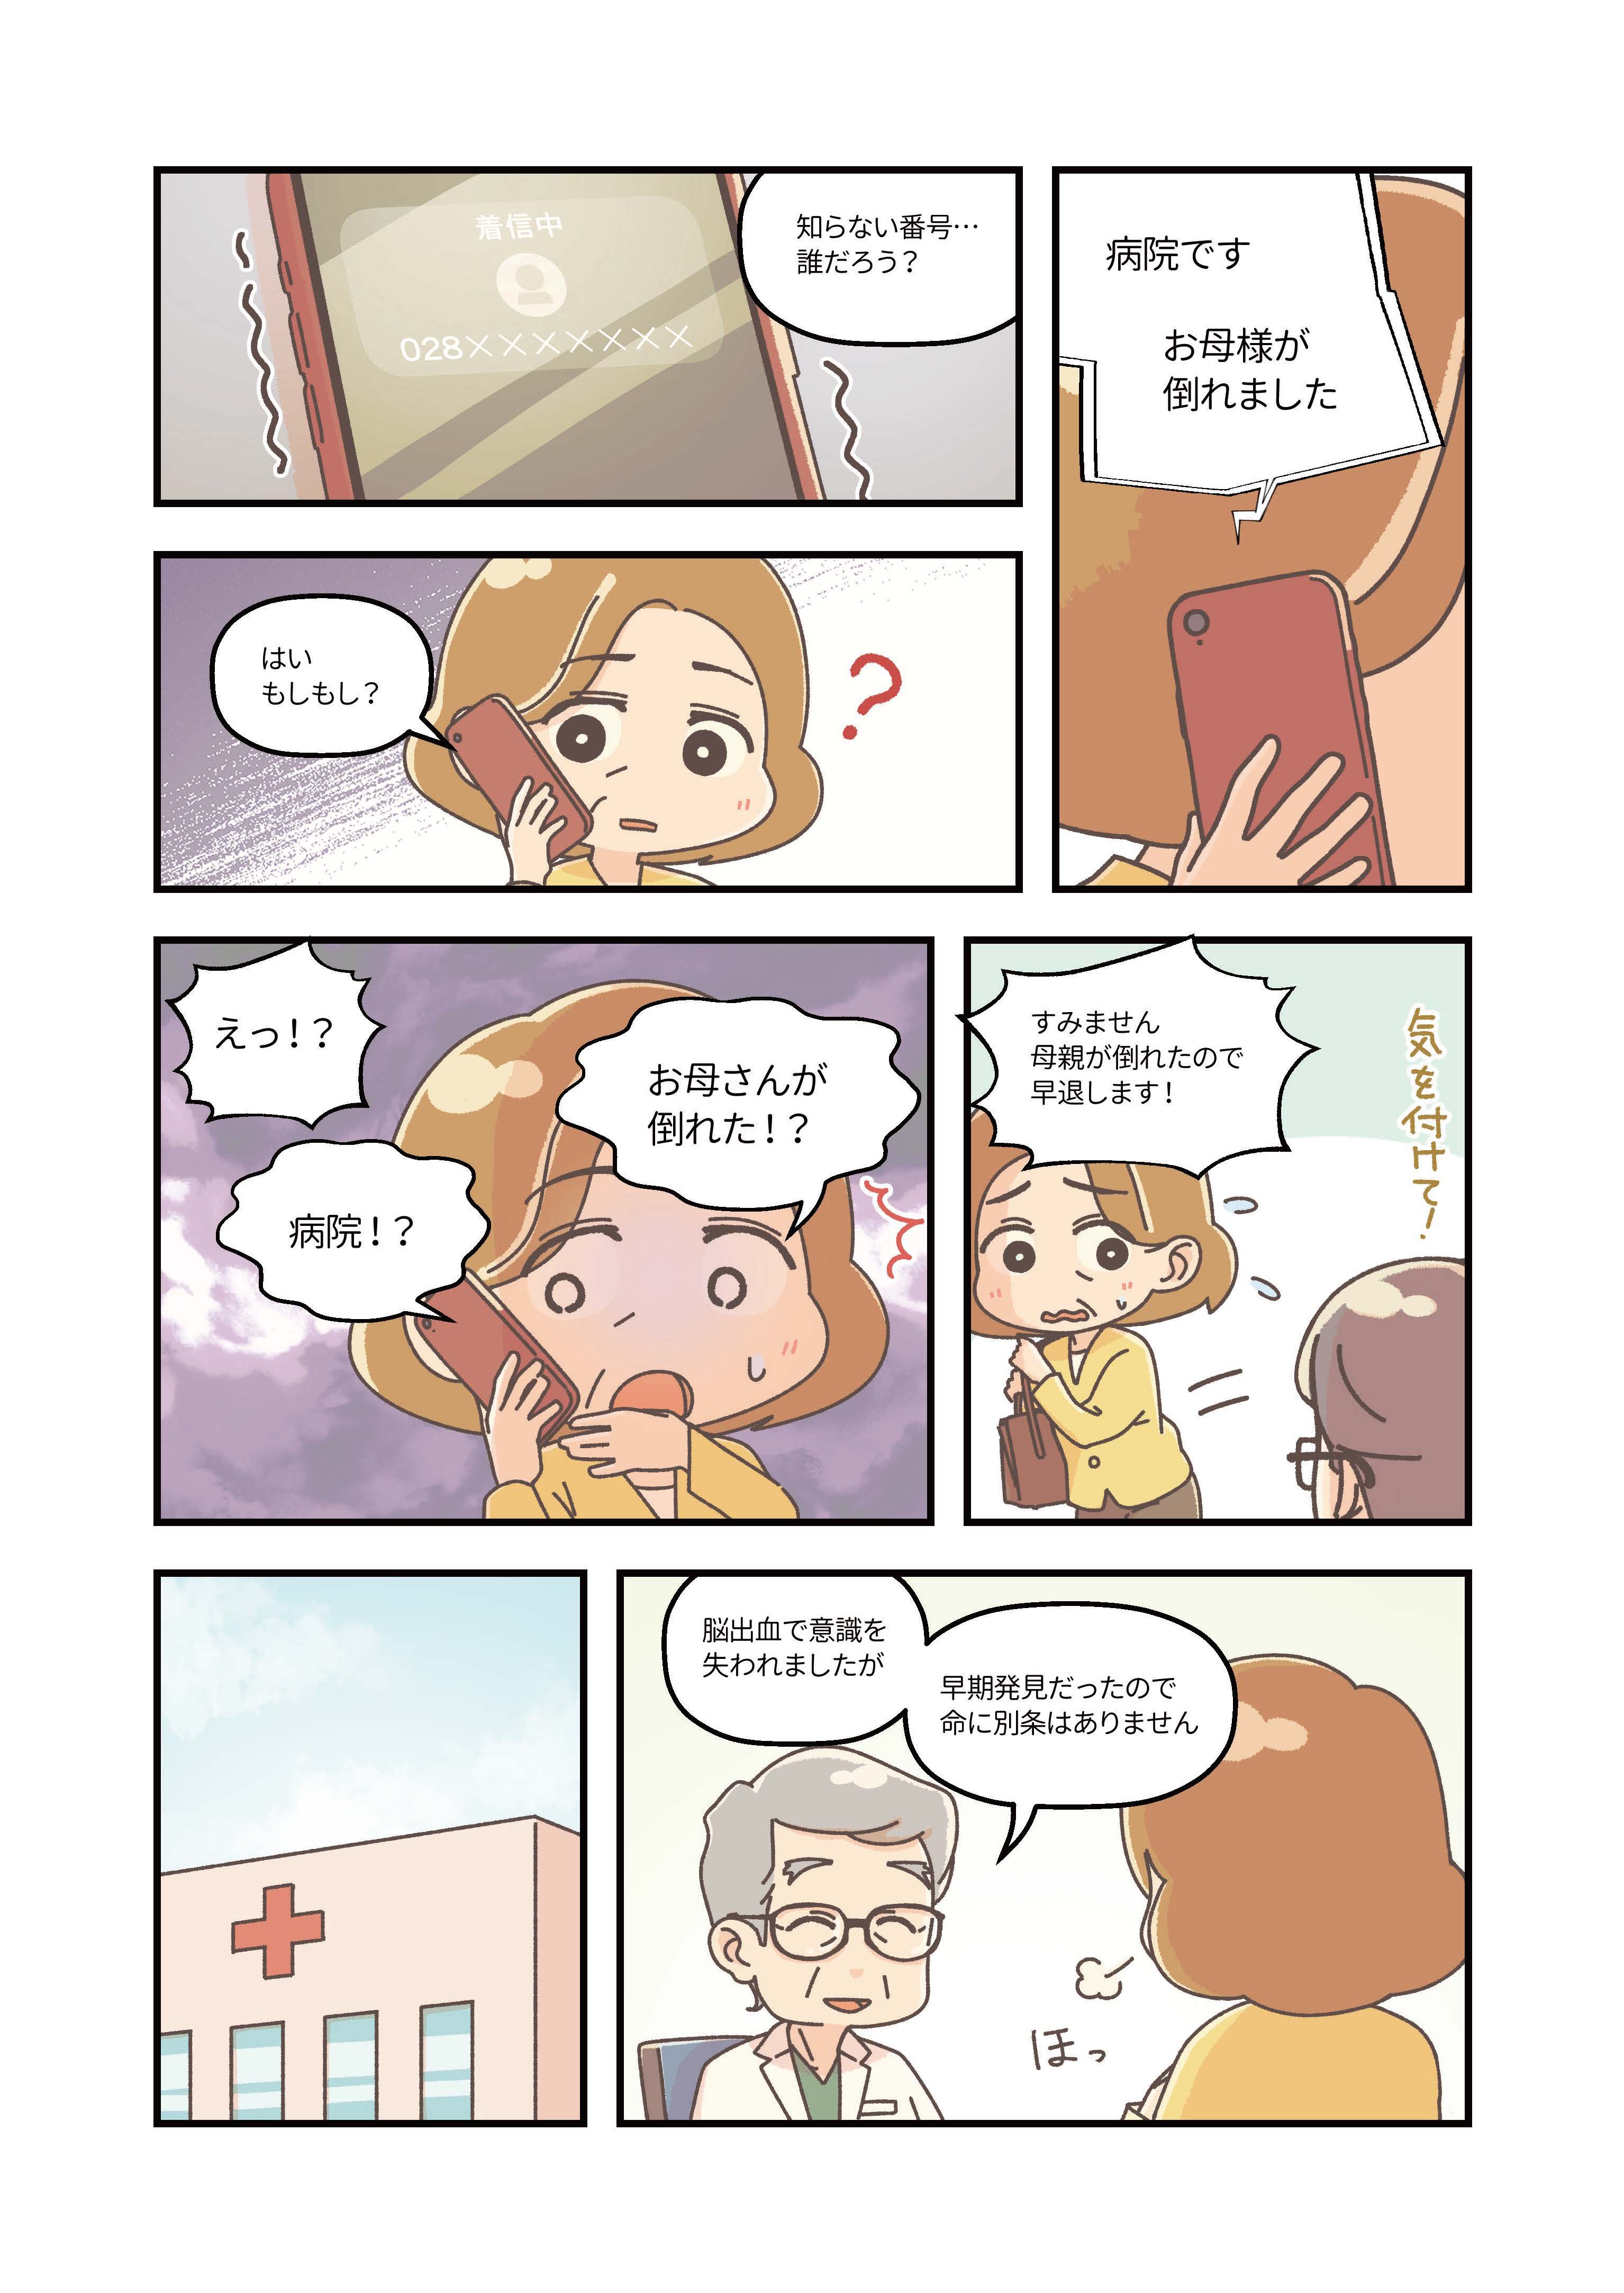 着信中
028×××××××
知らない番号…
誰だろう？
はい
もしもし？
病院です
お母様が
倒れました
えっ！？
病院！？
お母さんが
倒れた！？
すみません
母親が倒れたので
早退します！
気を付けて！
脳出血で意識を
失われましたが
早期発見だったので
命に別条はありません
ほっ